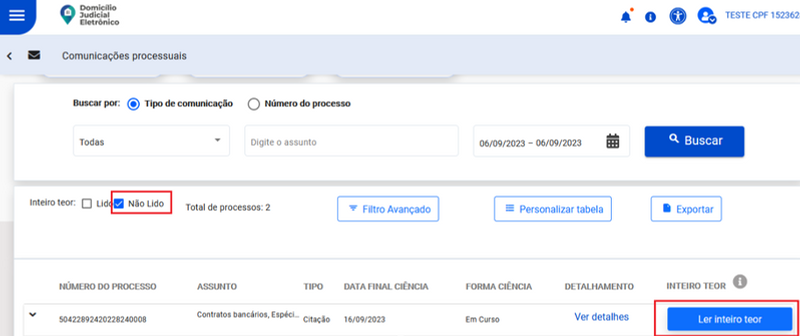 Domicílio
Judicial
Eletrônico
TESTE CPF 152362
Comunicações processuais
Buscar por: Tipo de comunicação Número do processo
Todas Digite o assunto 06/09/2023 – 06/09/2023 Buscar
Inteiro teor: Lido Não Lido Total de processos: 2 Filtro Avançado Personalizar tabela Exportar
NÚMERO DO PROCESSO ASSUNTO TIPO DATA FINAL CIÊNCIA FORMA CIÊNCIA DETALHAMENTO INTEIRO TEOR
50422892420228240008 Contratos bancários, Espéci... Citação 16/09/2023 Em Curso Ver detalhes Ler inteiro teor